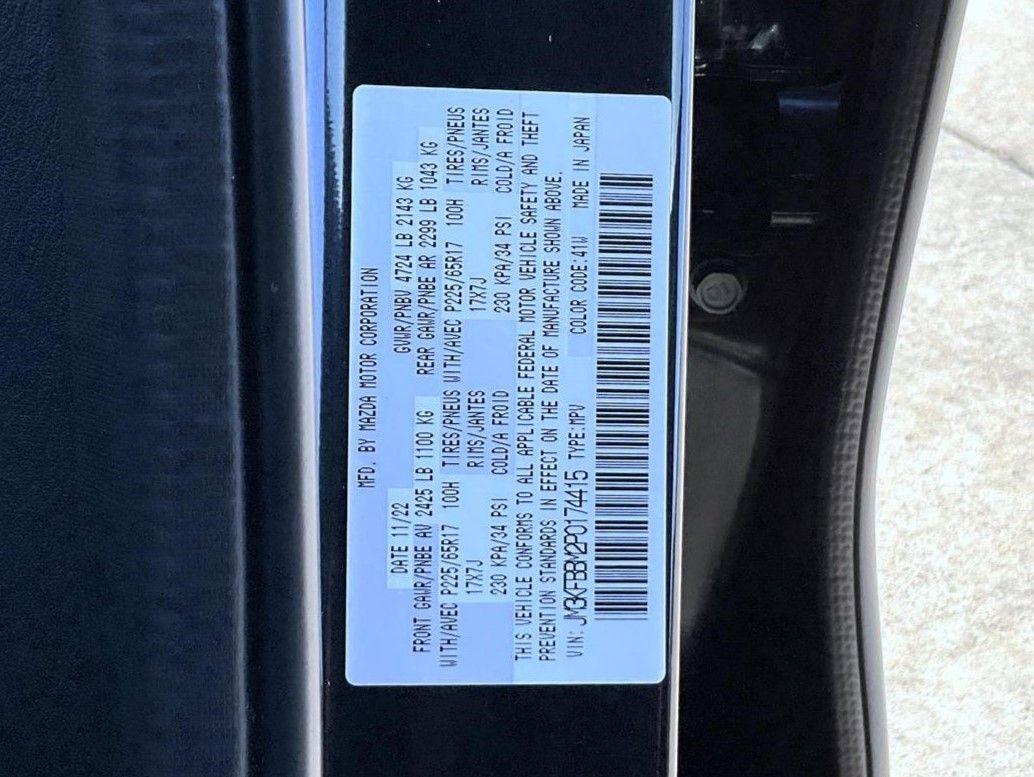 MFD. BY MAZDA MOTOR CORPORATION
DATE 11/22 GVWR/PNBV 4724 LB 2143 KG
FRONT GAWR/PNBE AV 2425 LB 1100 KG REAR GAWR/PNBE AR 2299 LB 1043 KG
WITH/AVEC P225/65R17 100H TIRES/PNEUS WITH/AVEC P225/65R17 100H TIRES/PNEUS
17X7J RIMS/JANTES 17X7J RIMS/JANTES
230 KPA/34 PSI COLD/A FROID 230 KPA/34 PSI COLD/A FROID
THIS VEHICLE CONFORMS TO ALL APPLICABLE FEDERAL MOTOR VEHICLE SAFETY AND THEFT
PREVENTION STANDARDS IN EFFECT ON THE DATE OF MANUFACTURE SHOWN ABOVE.
VIN: JM3KFBBM2P0174415 TYPE:MPV COLOR CODE:41W MADE IN JAPAN